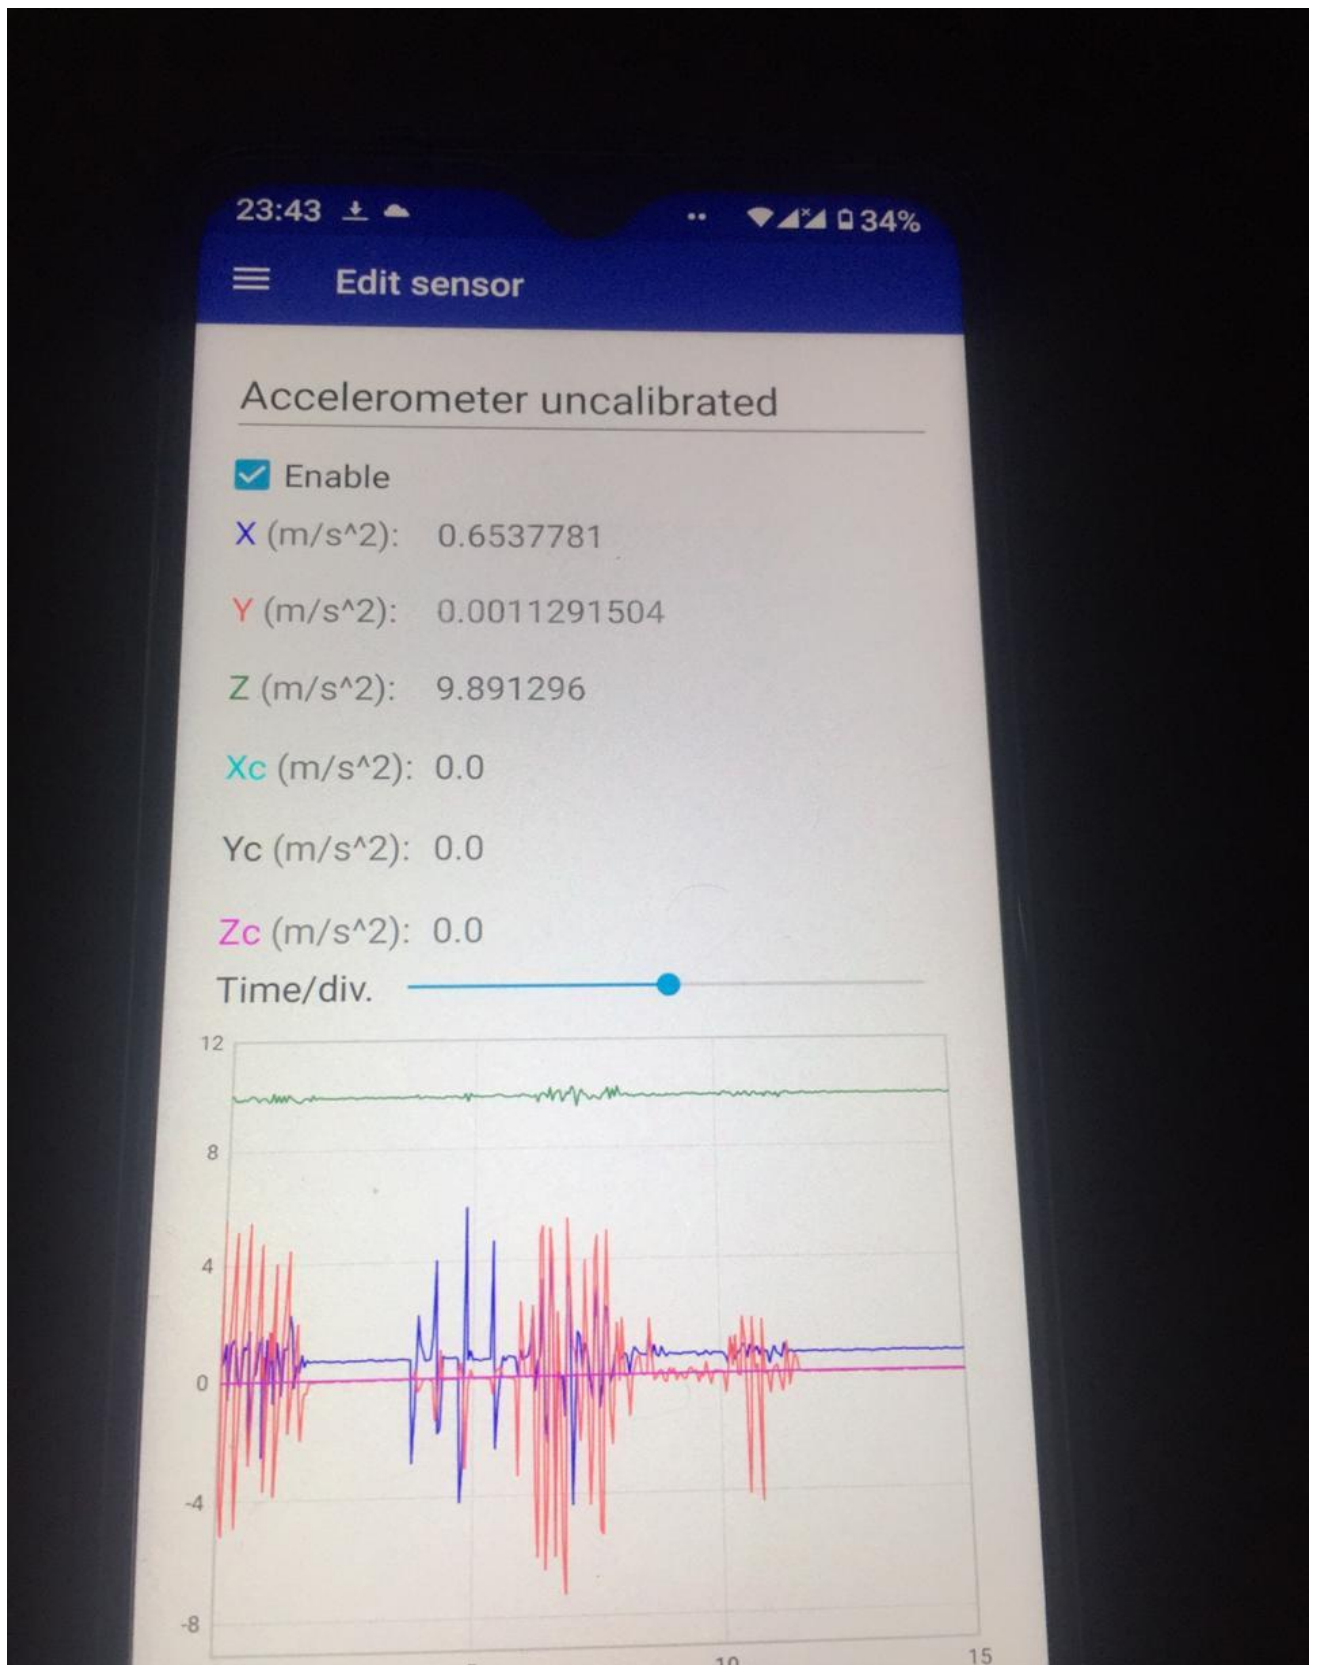 23:43 34%
Edit sensor
Accelerometer uncalibrated
Enable
X (m/s^2): 0.6537781
Y (m/s^2): 0.0011291504
Z (m/s^2): 9.891296
Xc (m/s^2): 0.0
Yc (m/s^2): 0.0
Zc (m/s^2): 0.0
Time/div.
12
8
4
0
-4
-8
10 15